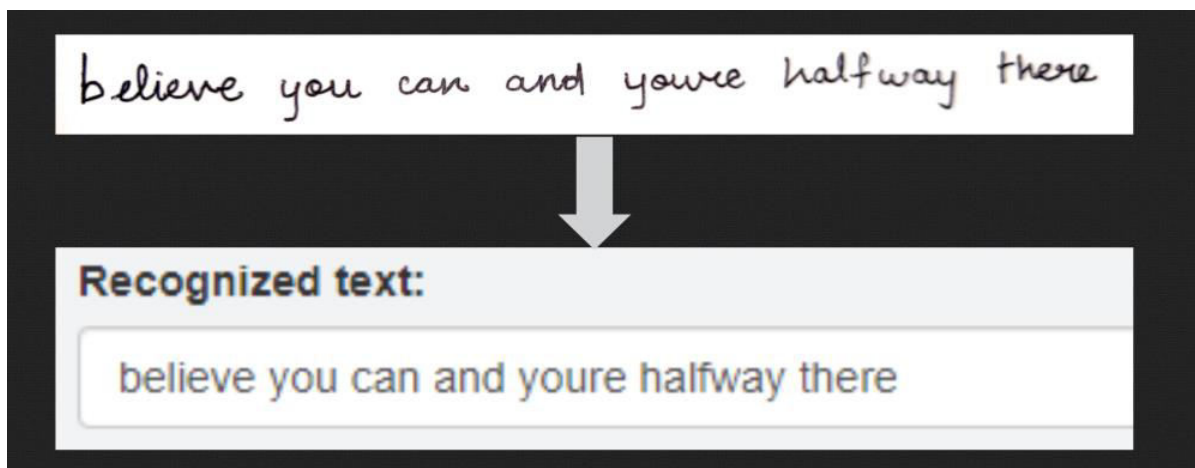 believe you can and youre halfway there
Recognized text:
believe you can and youre halfway there